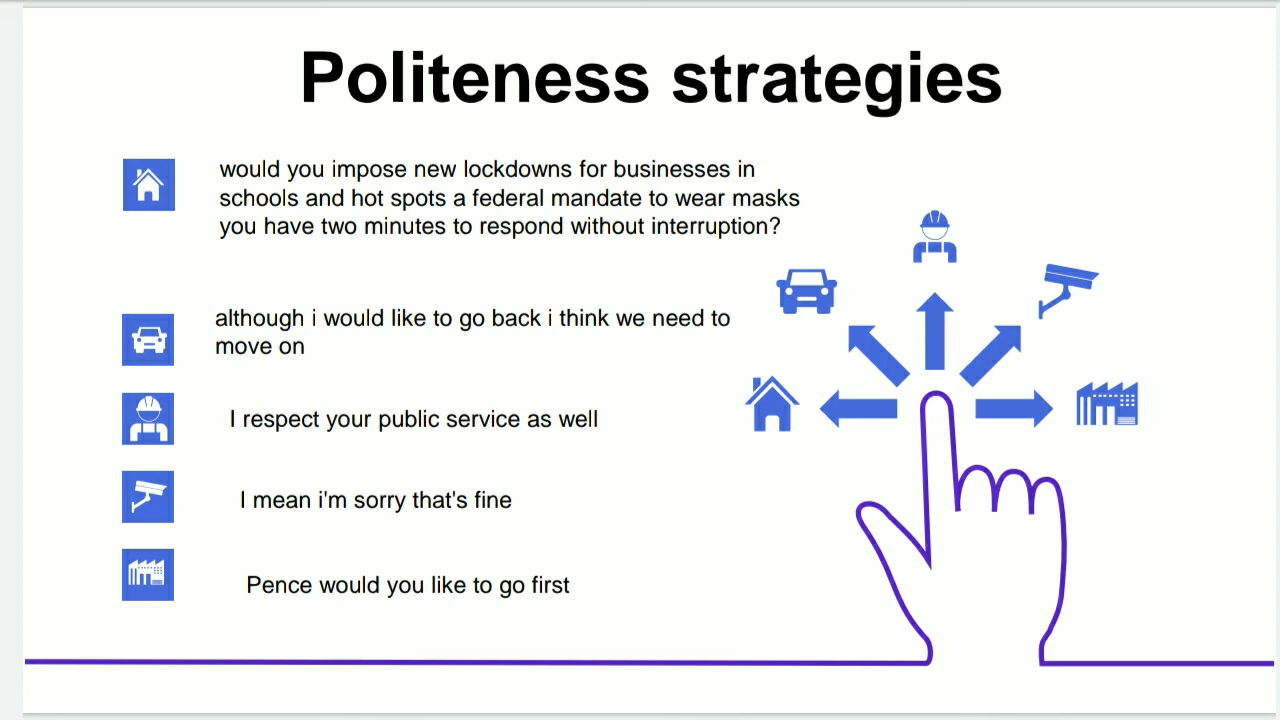 Politeness strategies
would you impose new lockdowns for businesses in
schools and hot spots a federal mandate to wear masks
you have two minutes to respond without interruption?
although i would like to go back i think we need to
move on
I respect your public service as well
I mean i'm sorry that's fine
Pence would you like to go first